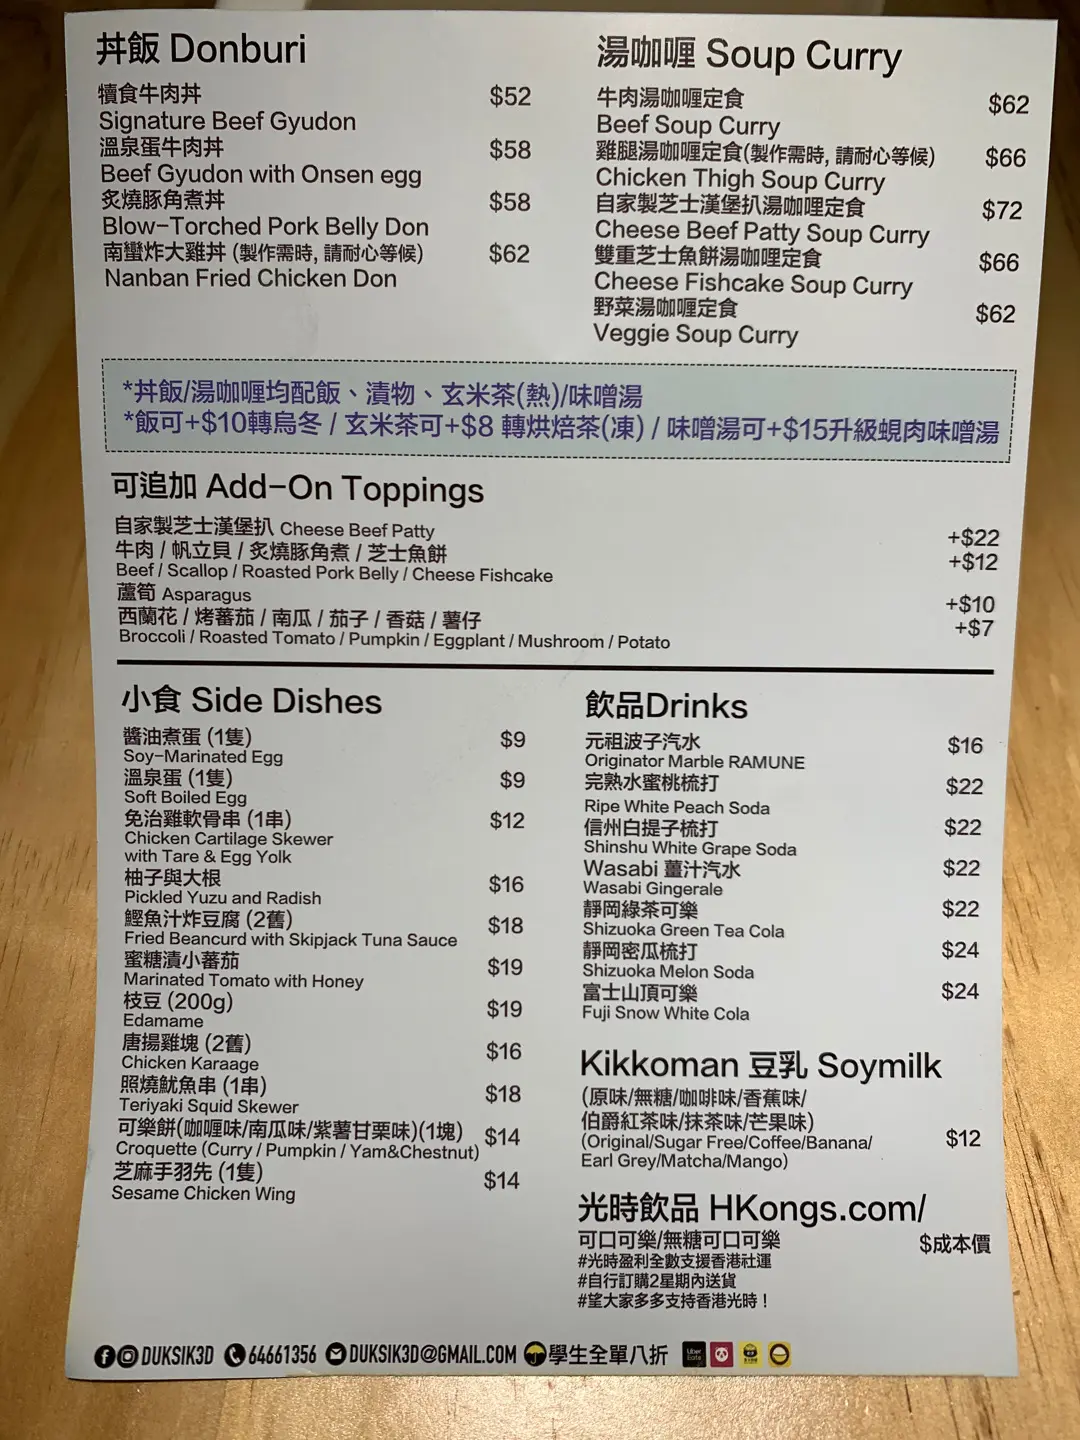 丼飯 Donburi
犢食牛肉丼 $52
Signature Beef Gyudon
溫泉蛋牛肉丼 $58
Beef Gyudon with Onsen egg
炙燒豚角煮丼 $58
Blow-Torched Pork Belly Don
南蠻炸大雞丼 (製作需時, 請耐心等候) $62
Nanban Fried Chicken Don
湯咖喱 Soup Curry
牛肉湯咖喱定食 $62
Beef Soup Curry
雞腿湯咖喱定食(製作需時, 請耐心等候) $66
Chicken Thigh Soup Curry
自家製芝士漢堡扒湯咖哩定食 $72
Cheese Beef Patty Soup Curry
雙重芝士魚餅湯咖哩定食 $66
Cheese Fishcake Soup Curry
野菜湯咖喱定食 $62
Veggie Soup Curry
*丼飯/湯咖喱均配飯、漬物、玄米茶(熱)/味噌湯
*飯可+$10轉烏冬 / 玄米茶可+$8 轉烘焙茶(凍) / 味噌湯可+$15升級蜆肉味噌湯
可追加 Add-On Toppings
自家製芝士漢堡扒 Cheese Beef Patty +$22
牛肉 / 帆立貝 / 炙燒豚角煮 / 芝士魚餅 +$12
Beef / Scallop / Roasted Pork Belly / Cheese Fishcake
蘆筍 Asparagus +$10
西蘭花 / 烤蕃茄 / 南瓜 / 茄子 / 香菇 / 薯仔 +$7
Broccoli / Roasted Tomato / Pumpkin / Eggplant / Mushroom / Potato
小食 Side Dishes
醬油煮蛋 (1隻) $9
Soy-Marinated Egg
溫泉蛋 (1隻) $9
Soft Boiled Egg
免治雞軟骨串 (1串) $12
Chicken Cartilage Skewer
with Tare & Egg Yolk
柚子與大根 $16
Pickled Yuzu and Radish
鰹魚汁炸豆腐 (2舊) $18
Fried Beancurd with Skipjack Tuna Sauce
蜜糖漬小蕃茄 $19
Marinated Tomato with Honey
枝豆 (200g) $19
Edamame
唐揚雞塊 (2舊) $16
Chicken Karaage
照燒魷魚串 (1串) $18
Teriyaki Squid Skewer
可樂餅(咖喱味/南瓜味/紫薯甘栗味)(1塊) $14
Croquette (Curry / Pumpkin / Yam&Chestnut)
芝麻手羽先 (1隻) $14
Sesame Chicken Wing
飲品Drinks
元祖波子汽水 $16
Originator Marble RAMUNE
完熟水蜜桃梳打 $22
Ripe White Peach Soda
信州白提子梳打 $22
Shinshu White Grape Soda
Wasabi 薑汁汽水 $22
Wasabi Gingerale
靜岡綠茶可樂 $22
Shizuoka Green Tea Cola
靜岡密瓜梳打 $24
Shizuoka Melon Soda
富士山頂可樂 $24
Fuji Snow White Cola
Kikkoman 豆乳 Soymilk
(原味/無糖/咖啡味/香蕉味/
伯爵紅茶味/抹茶味/芒果味)
(Original/Sugar Free/Coffee/Banana/ $12
Earl Grey/Matcha/Mango)
光時飲品 HKongs.com/
可口可樂/無糖可口可樂 $成本價
#光時盈利全數支援香港社運
#自行訂購2星期內送貨
#望大家多多支持香港光時！
DUKSIK3D 64661356 DUKSIK3D@GMAIL.COM 學生全單八折 Uber Eats